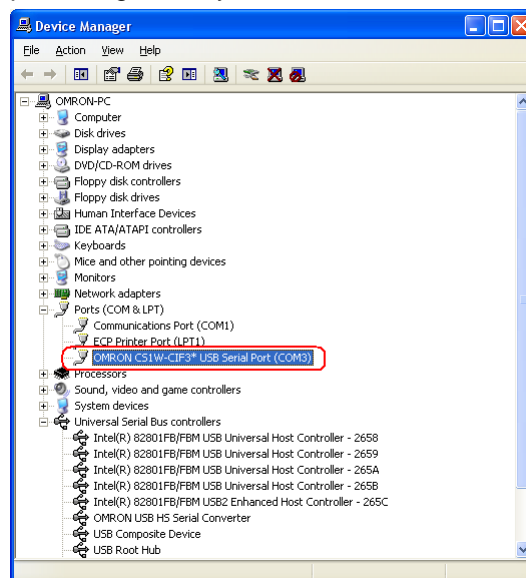 Device Manager
File Action View Help
OMRON-PC
Computer
Disk drives
Display adapters
DVD/CD-ROM drives
Floppy disk controllers
Floppy disk drives
Human Interface Devices
IDE ATA/ATAPI controllers
Keyboards
Mice and other pointing devices
Monitors
Network adapters
Ports (COM & LPT)
Communications Port (COM1)
ECP Printer Port (LPT1)
OMRON CS1W-CIF3* USB Serial Port (COM3)
Processors
Sound, video and game controllers
System devices
Universal Serial Bus controllers
Intel(R) 82801FB/FBM USB Universal Host Controller - 2658
Intel(R) 82801FB/FBM USB Universal Host Controller - 2659
Intel(R) 82801FB/FBM USB Universal Host Controller - 265A
Intel(R) 82801FB/FBM USB Universal Host Controller - 265B
Intel(R) 82801FB/FBM USB2 Enhanced Host Controller - 265C
OMRON USB HS Serial Converter
USB Composite Device
USB Root Hub